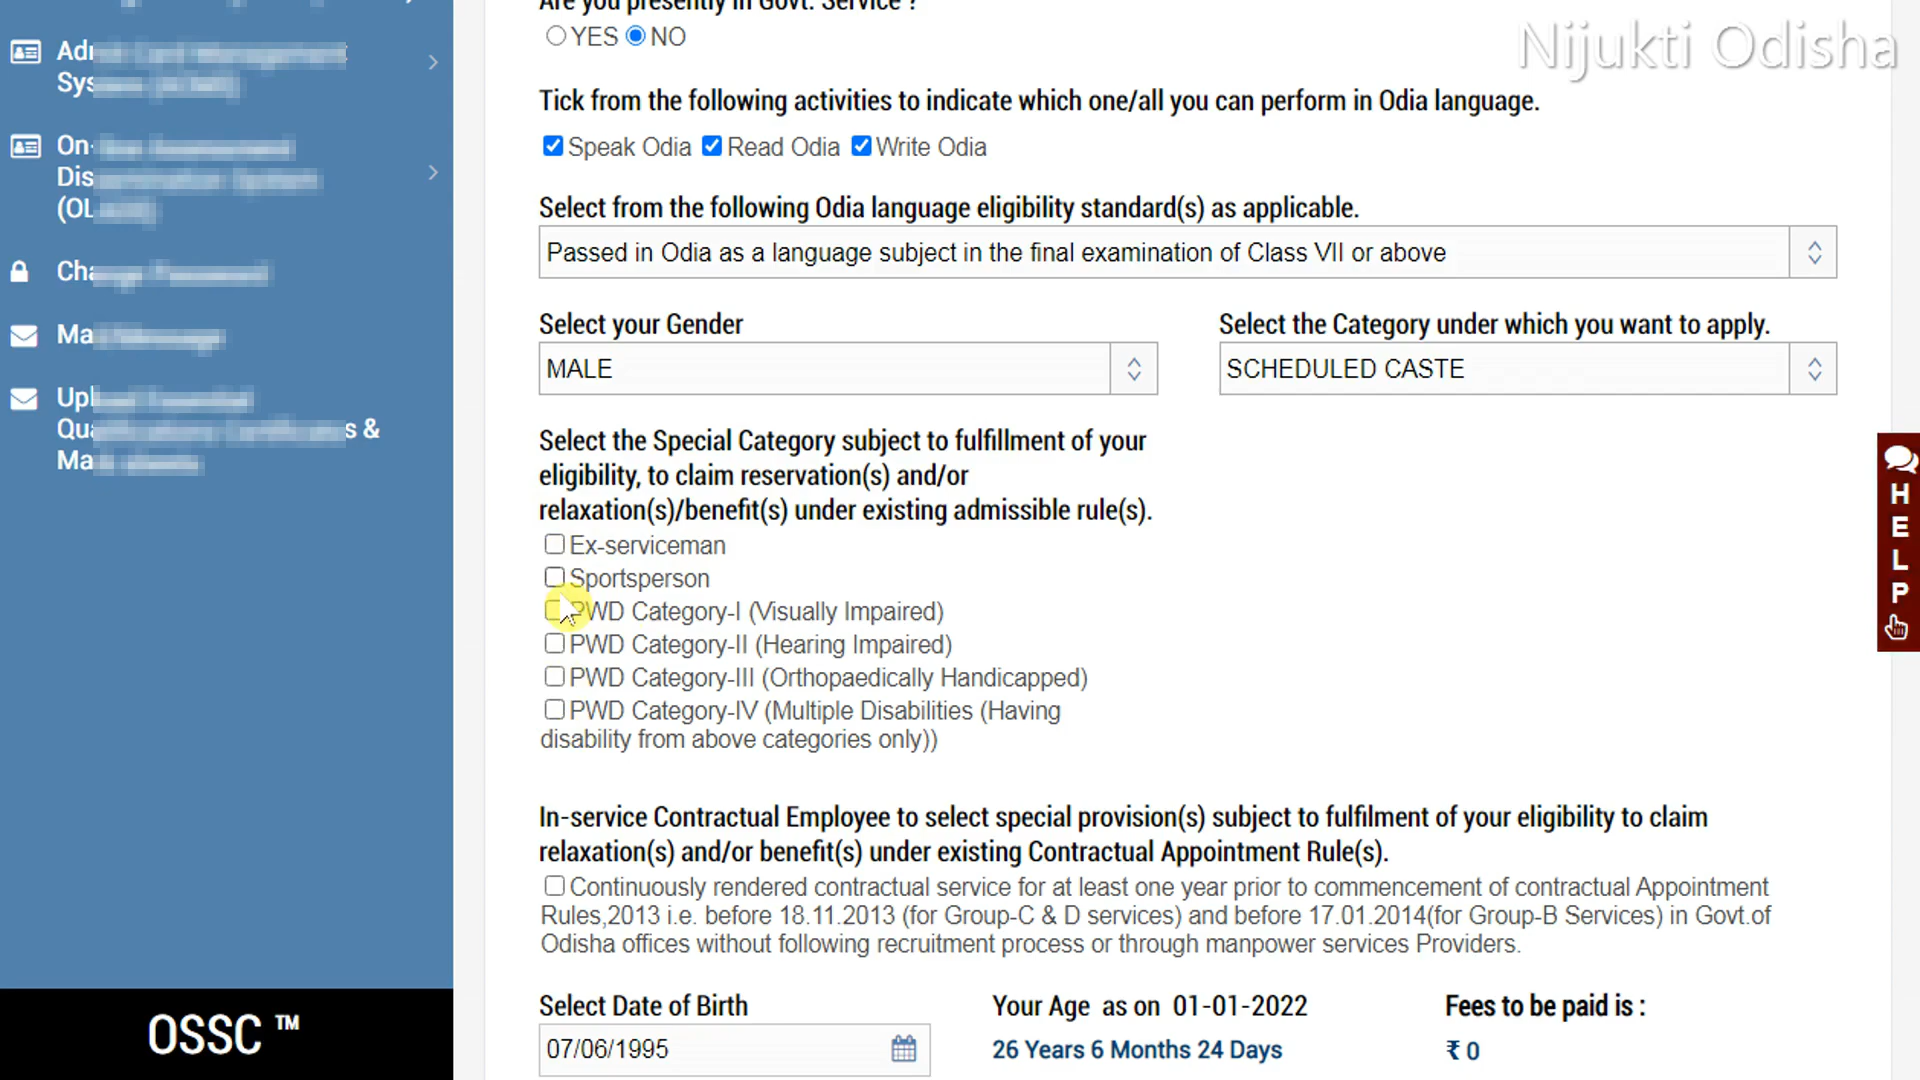 Are you presently in Govt. Service ?
YES NO
Nijukti Odisha
Tick from the following activities to indicate which one/all you can perform in Odia language.
Speak Odia Read Odia Write Odia
Select from the following Odia language eligibility standard(s) as applicable.
Passed in Odia as a language subject in the final examination of Class VII or above
Select your Gender
MALE
Select the Category under which you want to apply.
SCHEDULED CASTE
Select the Special Category subject to fulfillment of your
eligibility, to claim reservation(s) and/or
relaxation(s)/benefit(s) under existing admissible rule(s).
Ex-serviceman
Sportsperson
PWD Category-I (Visually Impaired)
PWD Category-II (Hearing Impaired)
PWD Category-III (Orthopaedically Handicapped)
PWD Category-IV (Multiple Disabilities (Having
disability from above categories only))
In-service Contractual Employee to select special provision(s) subject to fulfilment of your eligibility to claim
relaxation(s) and/or benefit(s) under existing Contractual Appointment Rule(s).
Continuously rendered contractual service for at least one year prior to commencement of contractual Appointment
Rules,2013 i.e. before 18.11.2013 (for Group-C & D services) and before 17.01.2014(for Group-B Services) in Govt.of
Odisha offices without following recruitment process or through manpower services Providers.
Select Date of Birth
07/06/1995
Your Age as on 01-01-2022
26 Years 6 Months 24 Days
Fees to be paid is :
₹ 0
HELP
OSSC ™